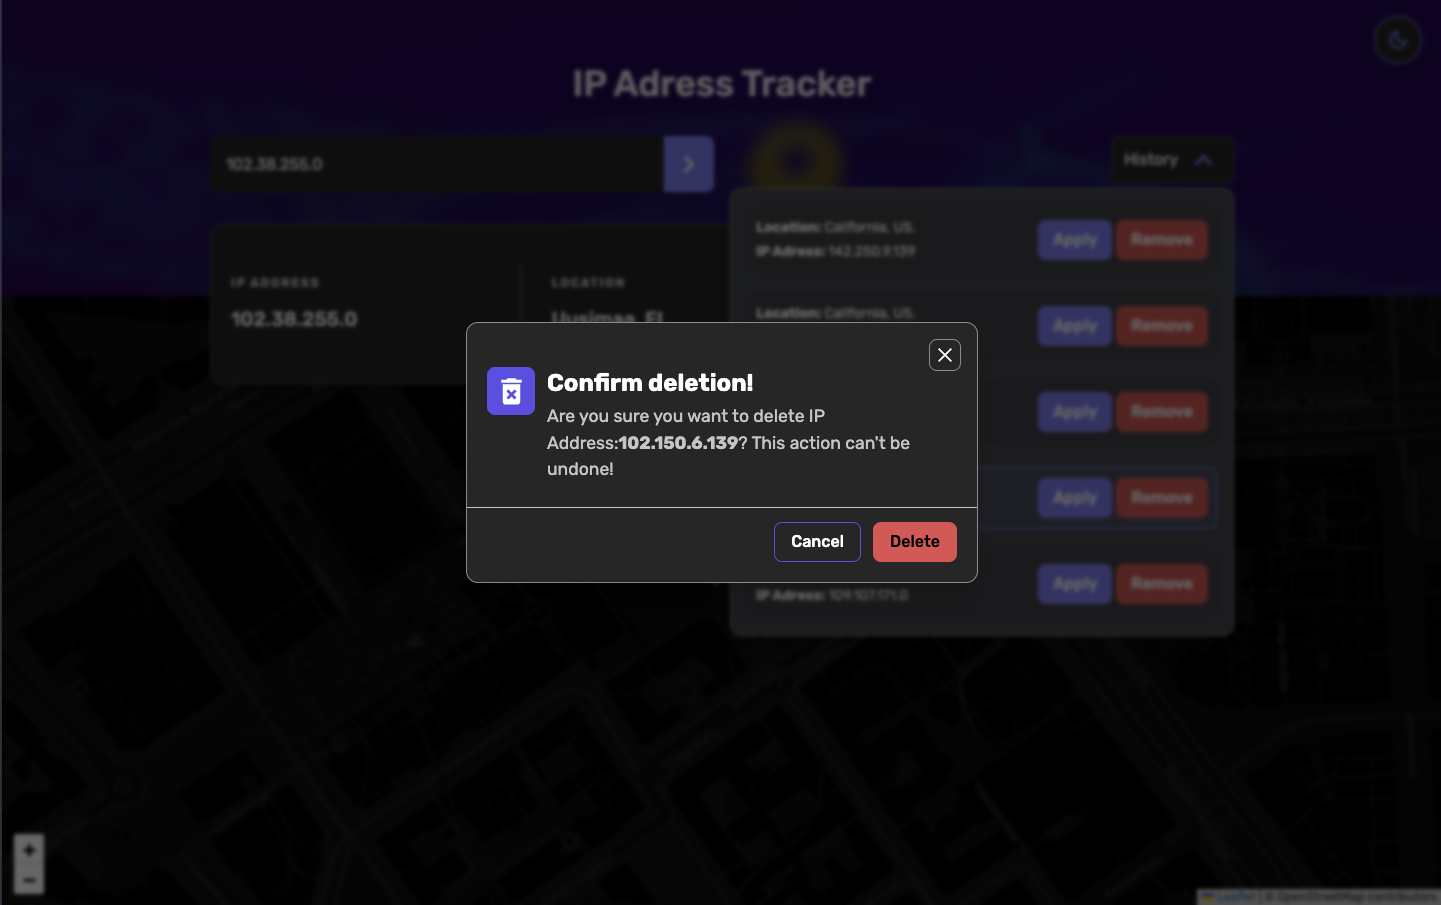 IP Adress Tracker
102.38.255.0
History
Location: California, US.
IP Adress: 142.250.9.139
Apply
Remove
IP ADDRESS
102.38.255.0
LOCATION
Uusimaa, FI
Location: California, US.
Apply
Remove
Confirm deletion!
Are you sure you want to delete IP
Address:102.150.6.139? This action can't be
undone!
Apply
Remove
Apply
Remove
Cancel
Delete
IP Adress: 109.107.171.0
Apply
Remove
+
−
Leaflet | © OpenStreetMap contributors